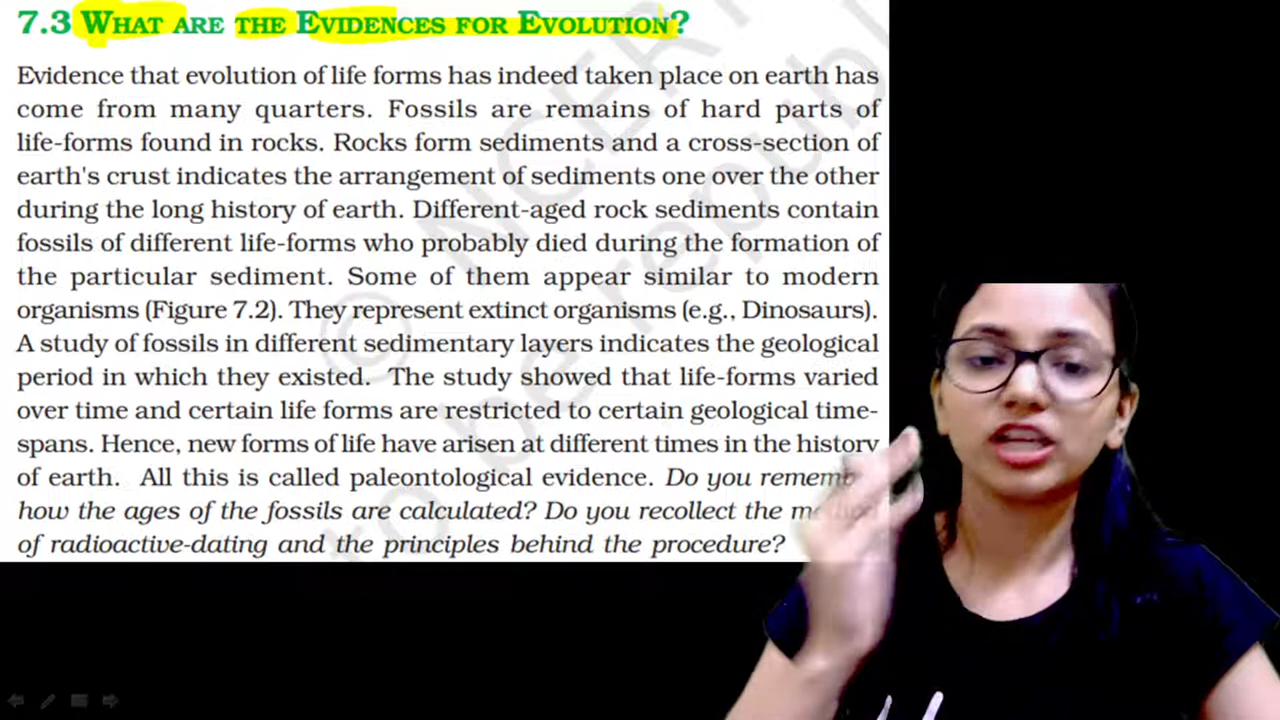 7.3 WHAT ARE THE EVIDENCES FOR EVOLUTION?
Evidence that evolution of life forms has indeed taken place on earth has
come from many quarters. Fossils are remains of hard parts of
life-forms found in rocks. Rocks form sediments and a cross-section of
earth's crust indicates the arrangement of sediments one over the other
during the long history of earth. Different-aged rock sediments contain
fossils of different life-forms who probably died during the formation of
the particular sediment. Some of them appear similar to modern
organisms (Figure 7.2). They represent extinct organisms (e.g., Dinosaurs).
A study of fossils in different sedimentary layers indicates the geological
period in which they existed. The study showed that life-forms varied
over time and certain life forms are restricted to certain geological time-
spans. Hence, new forms of life have arisen at different times in the history
of earth. All this is called paleontological evidence. Do you
how the ages of the fossils are calculated? Do you recollect the
of radioactive-dating and the principles behind the procedure?
© NCER
to be republ